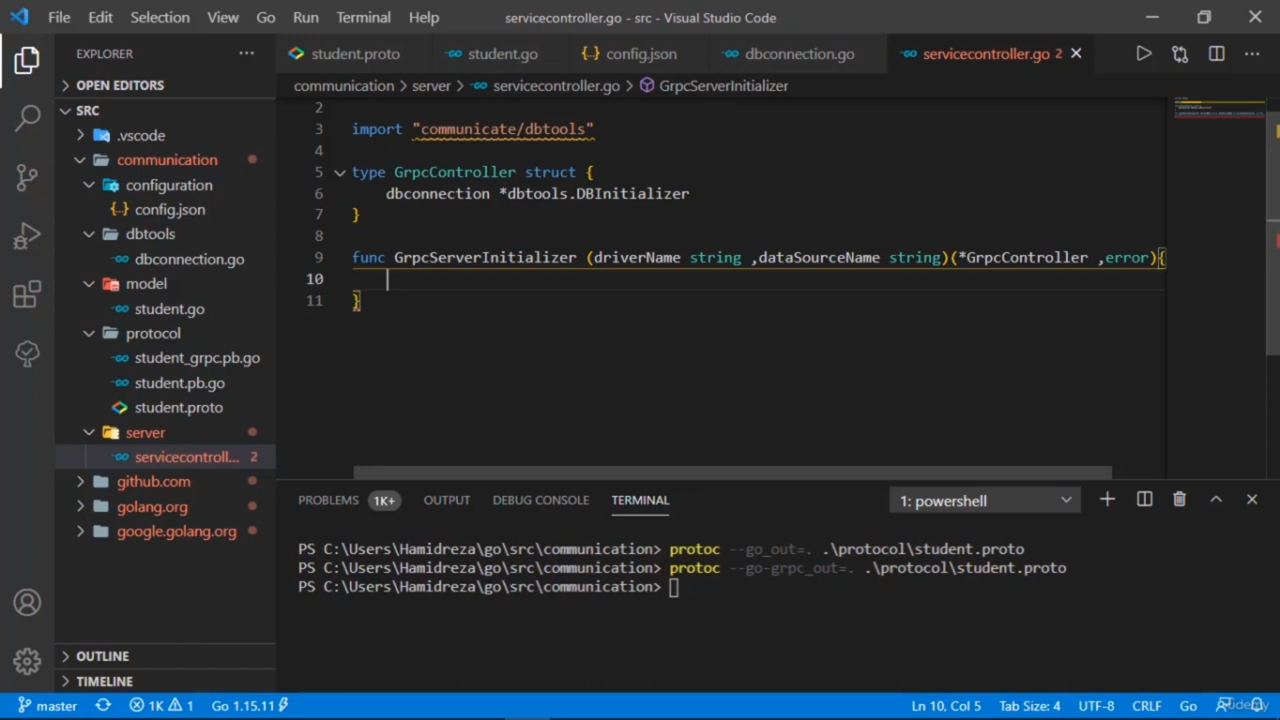 File Edit Selection View Go Run Terminal Help servicecontroller.go - src - Visual Studio Code
EXPLORER ··· student.proto student.go config.json dbconnection.go servicecontroller.go 2 ···
OPEN EDITORS communication > server > servicecontroller.go > GrpcServerInitializer
SRC
.vscode
communication
configuration
config.json
dbtools
dbconnection.go
model
student.go
protocol
student_grpc.pb.go
student.pb.go
student.proto
server
servicecontroll... 2
github.com
golang.org
google.golang.org
OUTLINE
TIMELINE
2
3 import "communicate/dbtools"
4
5 type GrpcController struct {
6 dbconnection *dbtools.DBInitializer
7 }
8
9 func GrpcServerInitializer (driverName string ,dataSourceName string)(*GrpcController ,error){
10
11 }
PROBLEMS 1K+ OUTPUT DEBUG CONSOLE TERMINAL 1: powershell
PS C:\Users\Hamidreza\go\src\communication> protoc --go_out=. .\protocol\student.proto
PS C:\Users\Hamidreza\go\src\communication> protoc --go-grpc_out=. .\protocol\student.proto
PS C:\Users\Hamidreza\go\src\communication>
master 1K 1 Go 1.15.11 Ln 10, Col 5 Tab Size: 4 UTF-8 CRLF Go